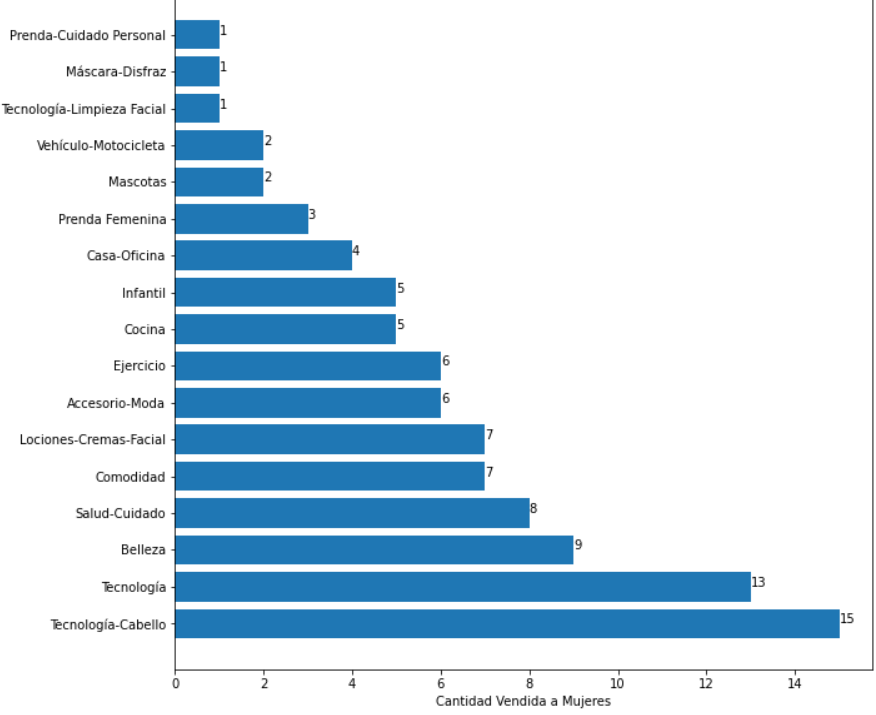 Prenda-Cuidado Personal 1
Máscara-Disfraz 1
Tecnología-Limpieza Facial 1
Vehículo-Motocicleta 2
Mascotas 2
Prenda Femenina 3
Casa-Oficina 4
Infantil 5
Cocina 5
Ejercicio 6
Accesorio-Moda 6
Lociones-Cremas-Facial 7
Comodidad 7
Salud-Cuidado 8
Belleza 9
Tecnología 13
Tecnología-Cabello 15
0 2 4 6 8 10 12 14
Cantidad Vendida a Mujeres